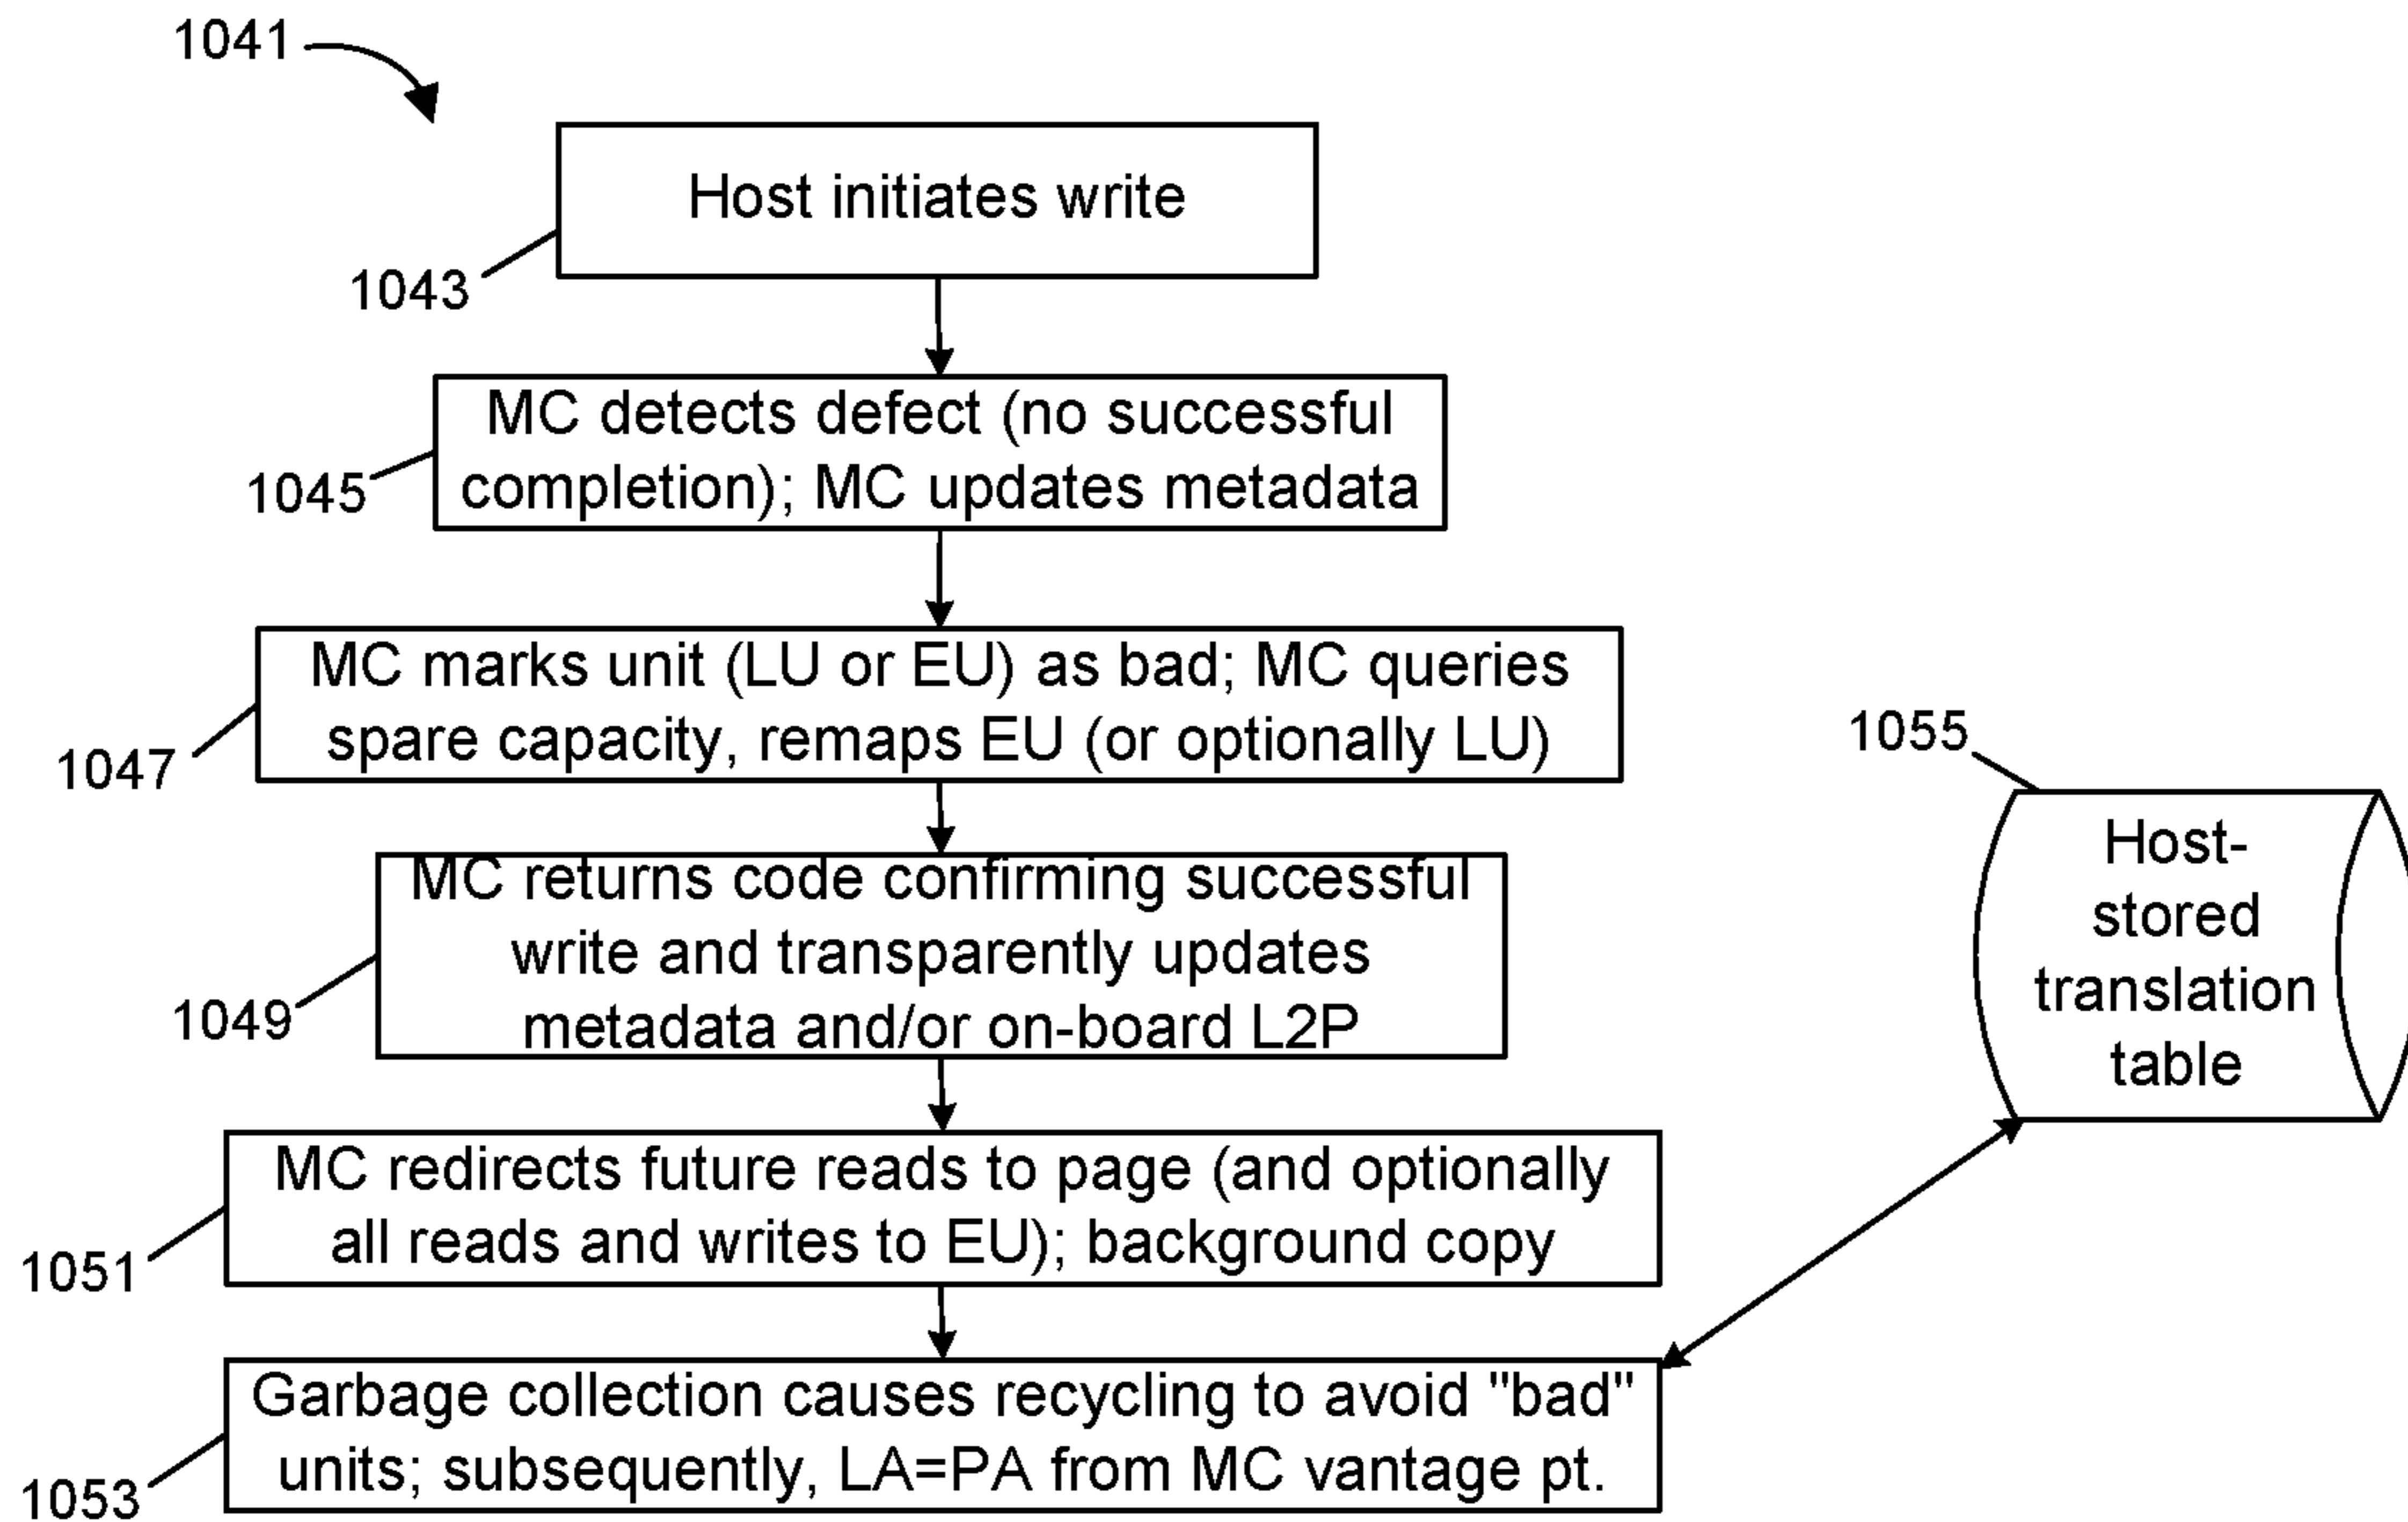 1041
Host initiates write
1043
MC detects defect (no successful
completion); MC updates metadata
1045
MC marks unit (LU or EU) as bad; MC queries
spare capacity, remaps EU (or optionally LU)
1047
MC returns code confirming successful
write and transparently updates
metadata and/or on-board L2P
1049
1055
Host-
stored
translation
table
MC redirects future reads to page (and optionally
all reads and writes to EU); background copy
1051
Garbage collection causes recycling to avoid "bad"
units; subsequently, LA=PA from MC vantage pt.
1053